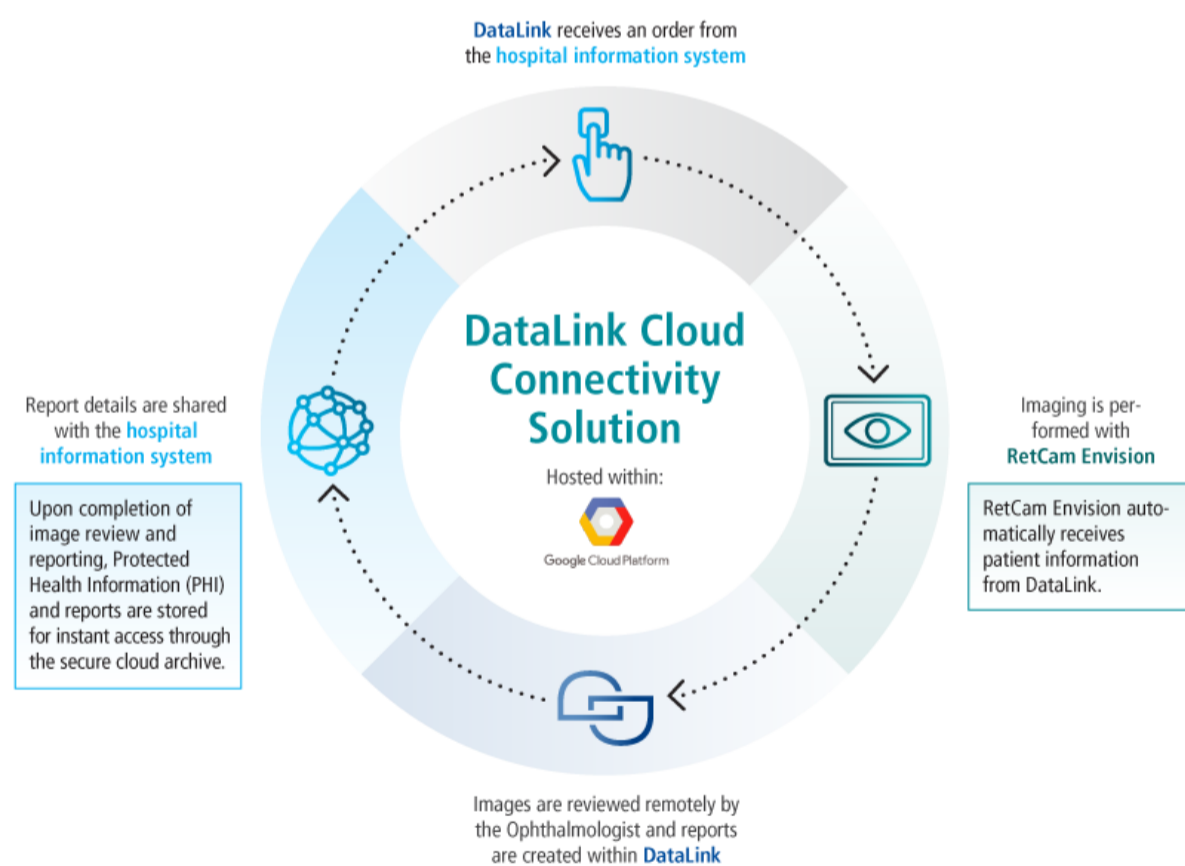 DataLink receives an order from
the hospital information system
DataLink Cloud
Connectivity
Solution
Hosted within:
Google Cloud Platform
Imaging is per-
formed with
RetCam Envision
RetCam Envision auto-
matically receives
patient information
from DataLink.
Images are reviewed remotely by
the Ophthalmologist and reports
are created within DataLink
Report details are shared
with the hospital
information system
Upon completion of
image review and
reporting, Protected
Health Information (PHI)
and reports are stored
for instant access through
the secure cloud archive.